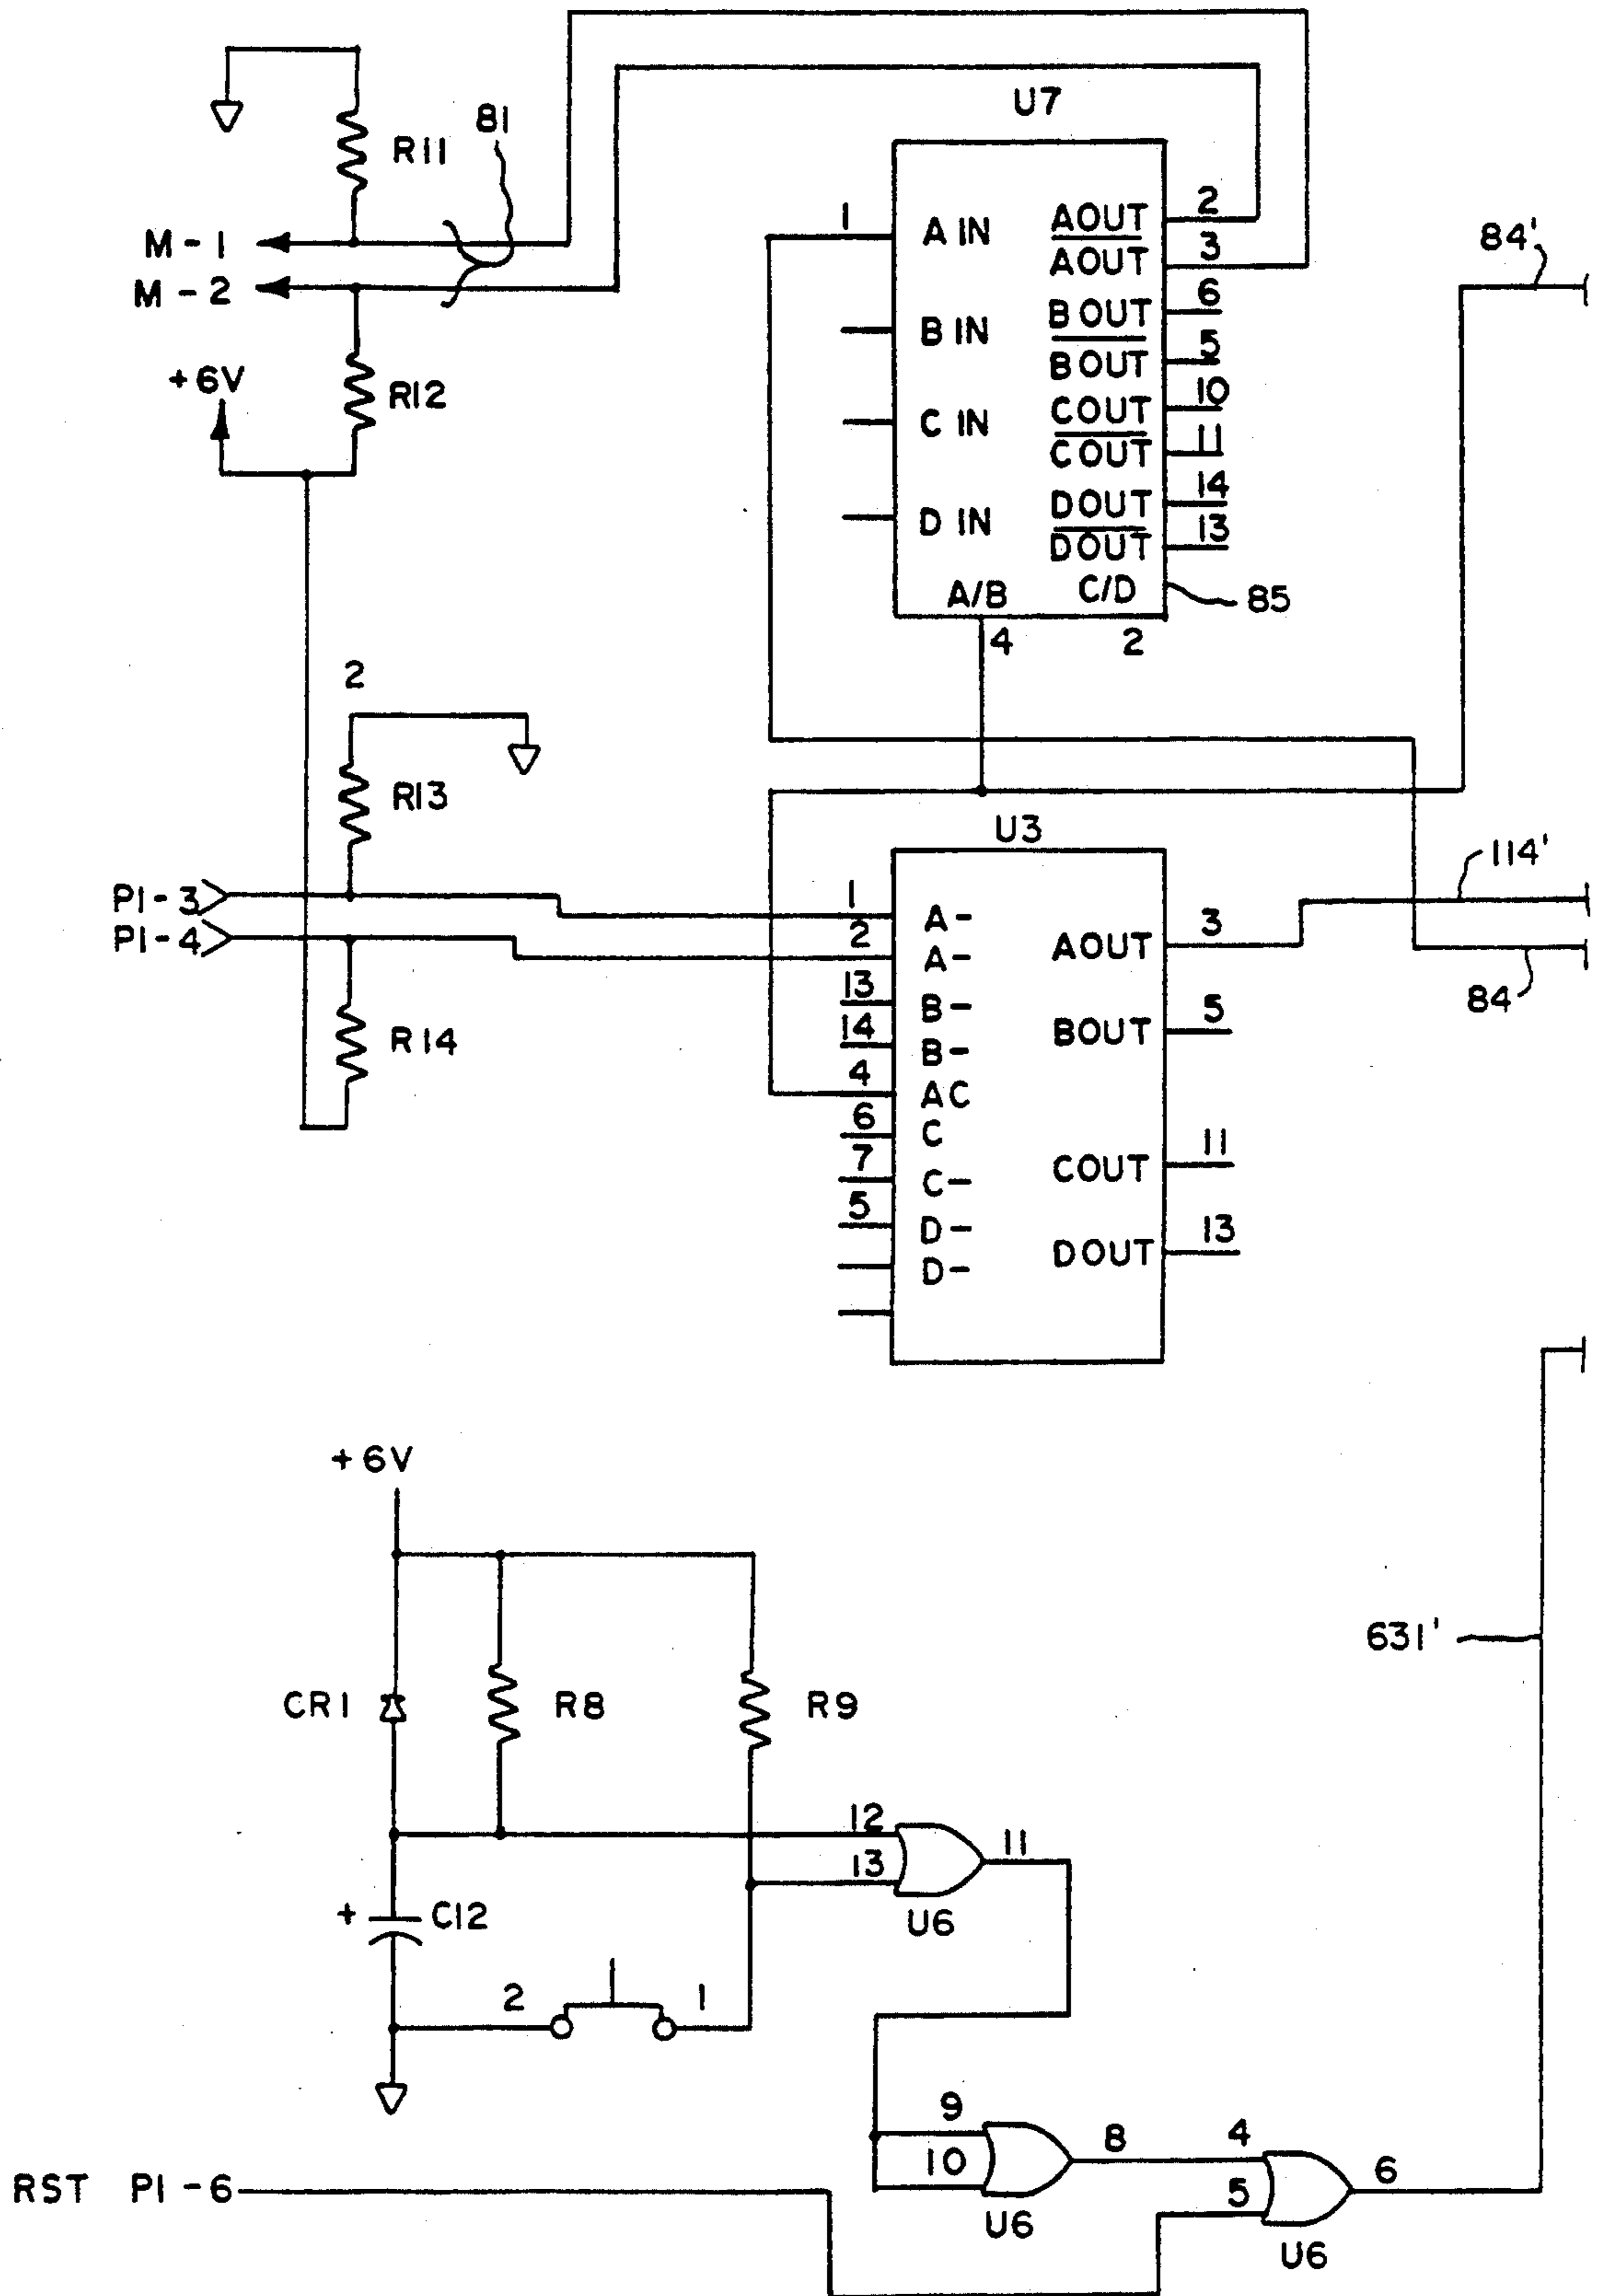 U7
81
R11
M-1
M-2
+6V
R12
1
A IN
B IN
C IN
D IN
AOUT
2
AOUT
3
BOUT
6
BOUT
5
COUT
10
COUT
11
DOUT
14
DOUT
13
A/B
C/D
85
4
2
84'
2
R13
P1-3
P1-4
R14
U3
1
A-
2
A-
13
B-
14
B-
4
AC
6
C
7
C-
5
D-
D-
AOUT
3
BOUT
5
COUT
11
DOUT
13
114'
84
+6V
CR1
R8
R9
+
C12
2
1
12
13
11
U6
631'
9
10
8
U6
4
5
6
U6
RST P1-6